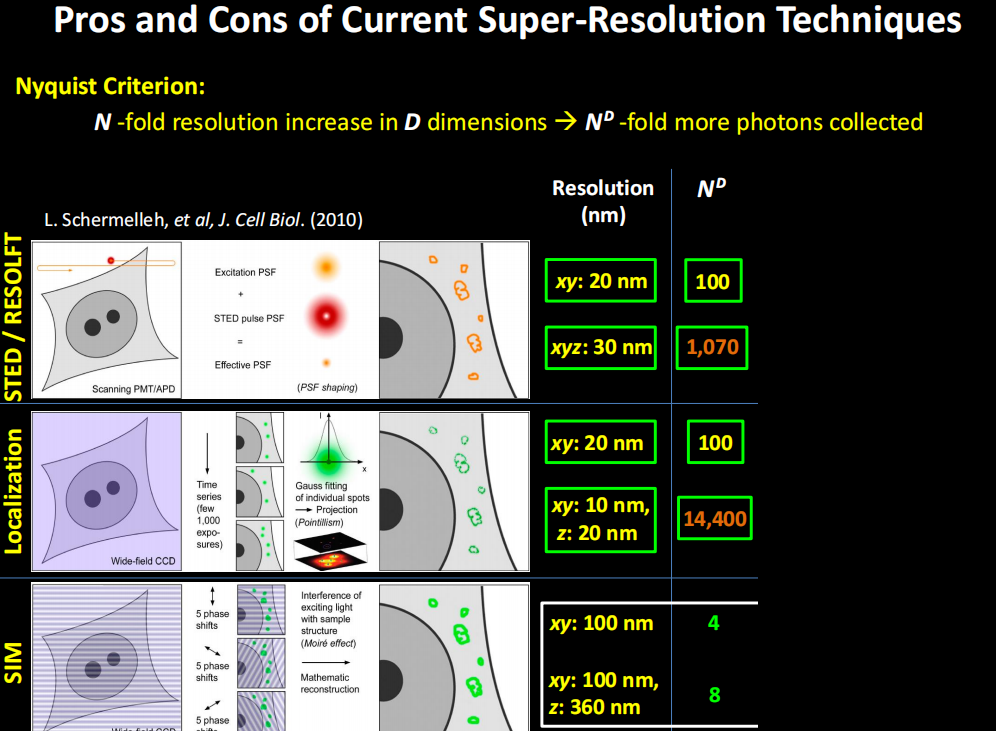 Pros and Cons of Current Super-Resolution Techniques
Nyquist Criterion:
N -fold resolution increase in D dimensions → Nᴰ -fold more photons collected
Resolution
(nm)
Nᴰ
L. Schermelleh, et al, J. Cell Biol. (2010)
STED / RESOLFT
Scanning PMT/APD
Excitation PSF
+
STED pulse PSF
=
Effective PSF
(PSF shaping)
xy: 20 nm
100
xyz: 30 nm
1,070
Localization
Wide-field CCD
Time
series
(few
1,000
expo-
sures)
I
x
Gauss fitting
of individual spots
→ Projection
(Pointillism)
xy: 20 nm
100
xy: 10 nm,
z: 20 nm
14,400
SIM
5 phase
shifts
5 phase
shifts
5 phase
Interference of
exciting light
with sample
structure
(Moiré effect)
Mathematic
reconstruction
xy: 100 nm
4
xy: 100 nm,
z: 360 nm
8